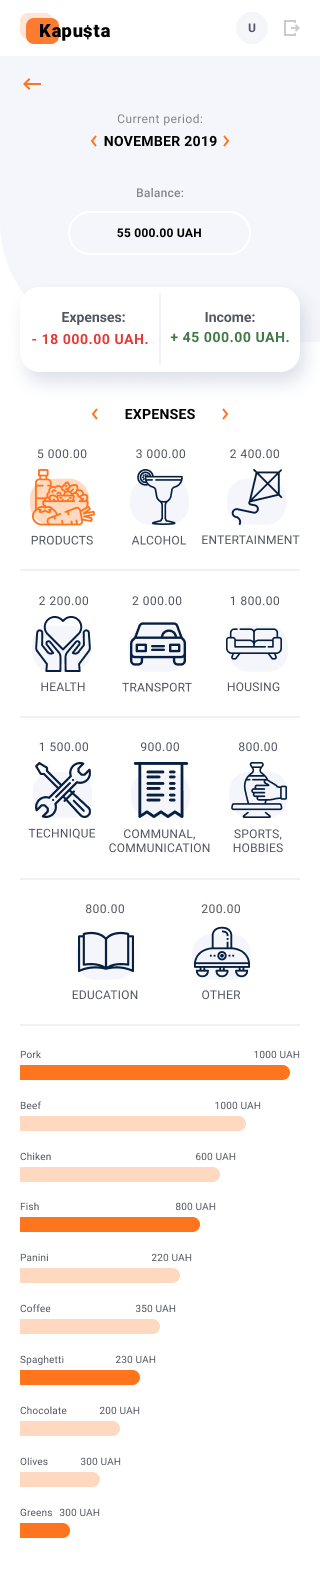 Kapu$ta
U
Current period:
NOVEMBER 2019
Balance:
55 000.00 UAH
Expenses:
Income:
- 18 000.00 UAH.
+ 45 000.00 UAH.
EXPENSES
5 000.00
3 000.00
2 400.00
PRODUCTS
ALCOHOL
ENTERTAINMENT
2 200.00
2 000.00
1 800.00
HEALTH
TRANSPORT
HOUSING
1 500.00
900.00
800.00
TECHNIQUE
COMMUNAL,
COMMUNICATION
SPORTS,
HOBBIES
800.00
200.00
EDUCATION
OTHER
Pork 1000 UAH
Beef 1000 UAH
Chiken 600 UAH
Fish 800 UAH
Panini 220 UAH
Coffee 350 UAH
Spaghetti 230 UAH
Chocolate 200 UAH
Olives 300 UAH
Greens 300 UAH